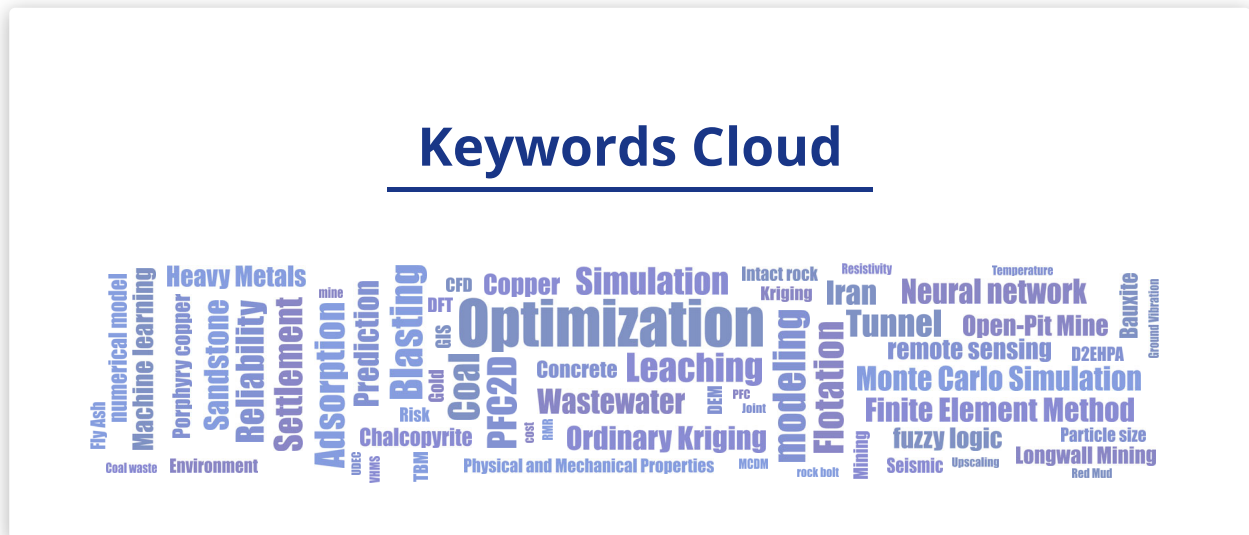 Keywords Cloud
Fly Ash
numerical model
Machine learning
Coal waste
Heavy Metals
Porphyry copper
Sandstone
Reliability
Settlement
Environment
mine
Adsorption
Prediction
Blasting
Risk
Chalcopyrite
UDEC
VHMS
TBM
CFD
DFT
GIS
Gold
Coal
Copper
Simulation
Optimization
PFC2D
Concrete
Leaching
Wastewater
DEM
PFC
Joint
cost
RMR
Ordinary Kriging
Physical and Mechanical Properties
MCDM
Intact rock
Kriging
modeling
rock bolt
Resistivity
Iran
Flotation
Mining
Neural network
Temperature
Tunnel
Open-Pit Mine
Bauxite
Ground Vibration
remote sensing
D2EHPA
Monte Carlo Simulation
Finite Element Method
fuzzy logic
Particle size
Seismic
Upscaling
Longwall Mining
Red Mud